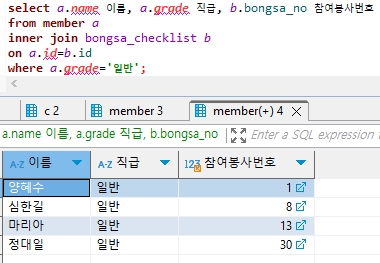 select a.name 이름, a.grade 직급, b.bongsa_no 참여봉사번호
from member a
inner join bongsa_checklist b
on a.id=b.id
where a.grade='일반';
c 2 member 3 member(+) 4
a.name 이름, a.grade 직급, b.bongsa_no Enter a SQL expression to
A-Z 이름 A-Z 직급 123 참여봉사번호
양혜수 일반 1
심한길 일반 8
마리아 일반 13
정대일 일반 30